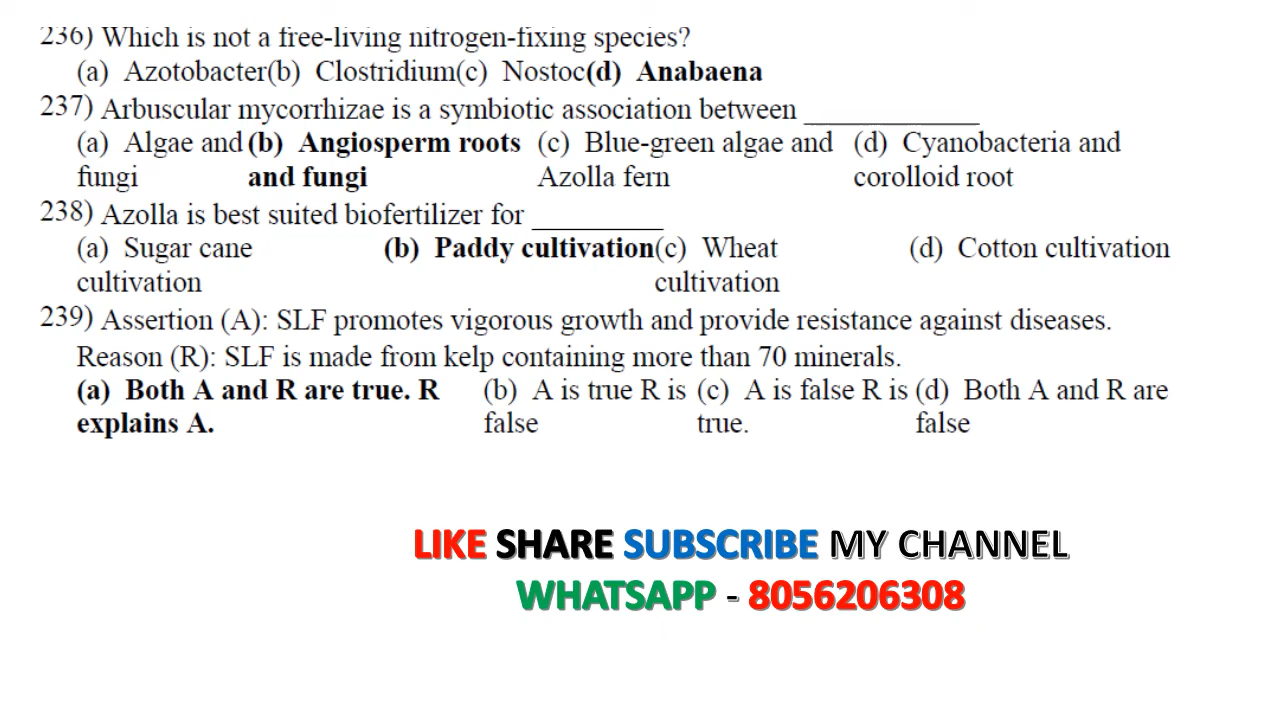 236) Which is not a free-living nitrogen-fixing species?
(a) Azotobacter(b) Clostridium(c) Nostoc(d) Anabaena
237) Arbuscular mycorrhizae is a symbiotic association between ____________
(a) Algae and (b) Angiosperm roots (c) Blue-green algae and (d) Cyanobacteria and
fungi and fungi Azolla fern corolloid root
238) Azolla is best suited biofertilizer for _________
(a) Sugar cane (b) Paddy cultivation(c) Wheat (d) Cotton cultivation
cultivation cultivation
239) Assertion (A): SLF promotes vigorous growth and provide resistance against diseases.
Reason (R): SLF is made from kelp containing more than 70 minerals.
(a) Both A and R are true. R (b) A is true R is (c) A is false R is (d) Both A and R are
explains A. false true. false
LIKE SHARE SUBSCRIBE MY CHANNEL
WHATSAPP - 8056206308